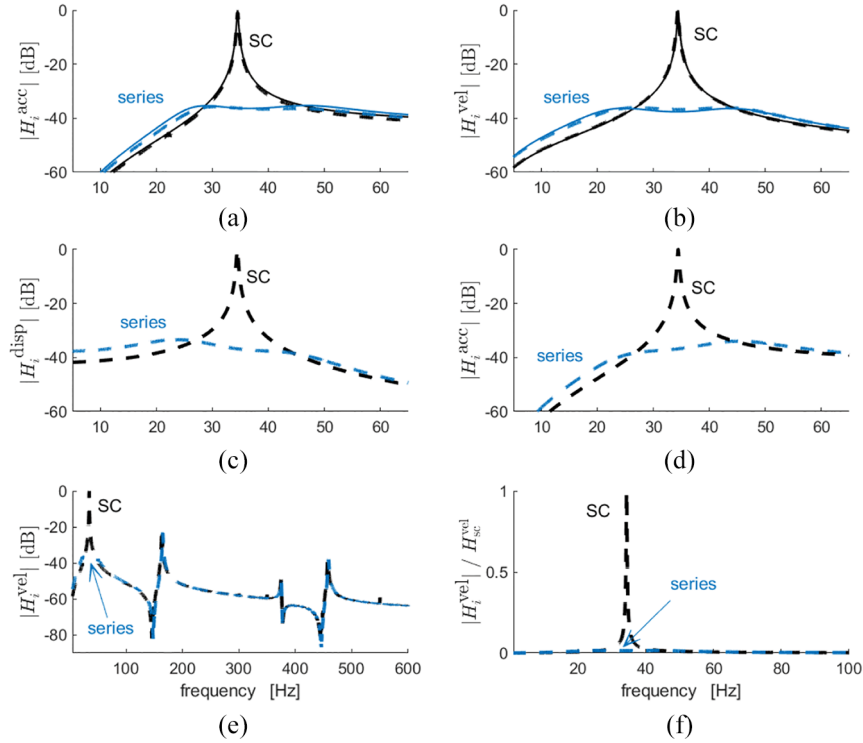 |H_i^acc| [dB]
0
-20
-40
-60
SC
series
10 20 30 40 50 60
(a)
|H_i^vel| [dB]
0
-20
-40
-60
SC
series
10 20 30 40 50 60
(b)
|H_i^disp| [dB]
0
-20
-40
-60
SC
series
10 20 30 40 50 60
(c)
|H_i^acc| [dB]
0
-20
-40
-60
SC
series
10 20 30 40 50 60
(d)
|H_i^vel| [dB]
0
-20
-40
-60
-80
SC
series
100 200 300 400 500 600
frequency [Hz]
(e)
|H_i^vel| / H_sc^vel
1
0.5
0
SC
series
20 40 60 80 100
frequency [Hz]
(f)